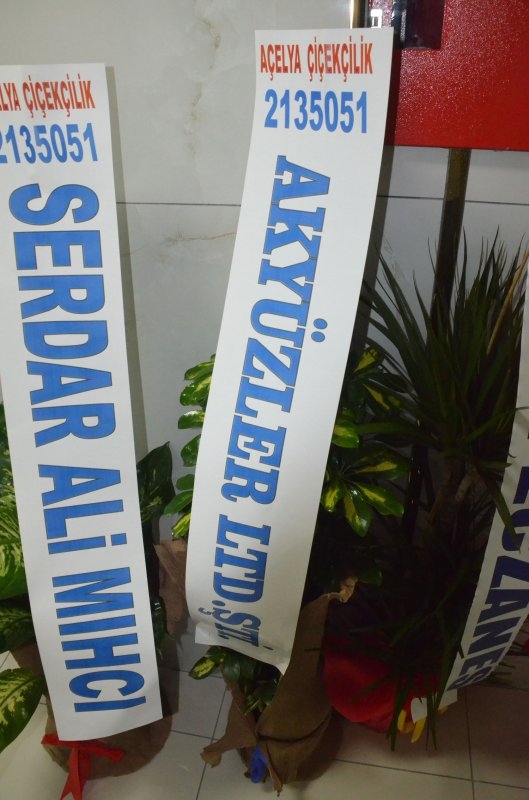 AÇELYA ÇİÇEKÇİLİK
2135051
SERDAR ALİ MIHCI
AÇELYA ÇİÇEKÇİLİK
2135051
AKYÜZLER LTD.ŞTİ.